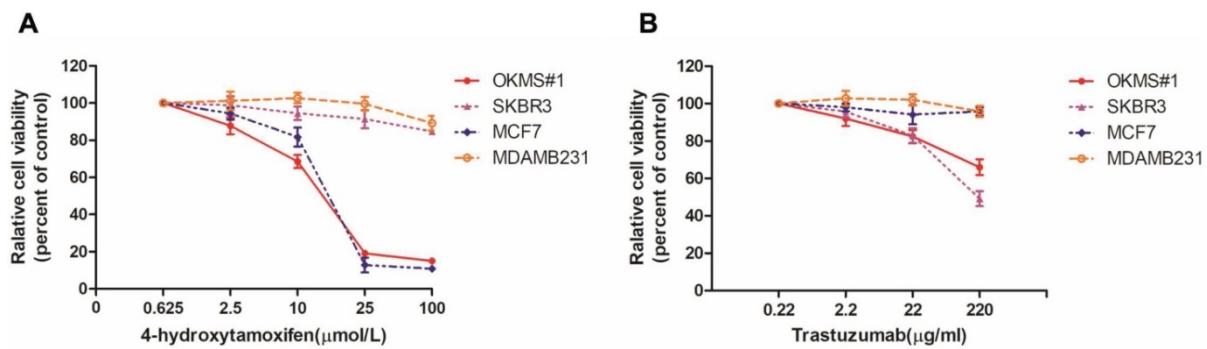 A
Ralative cell viability
(percent of control)
120
100
80
60
40
20
0
0 0.625 2.5 10 25 100
4-hydroxytamoxifen(μmol/L)
OKMS#1
SKBR3
MCF7
MDAMB231
B
Ralative cell viability
(percent of control)
120
100
80
60
40
20
0
0.22 2.2 22 220
Trastuzumab(μg/ml)
OKMS#1
SKBR3
MCF7
MDAMB231